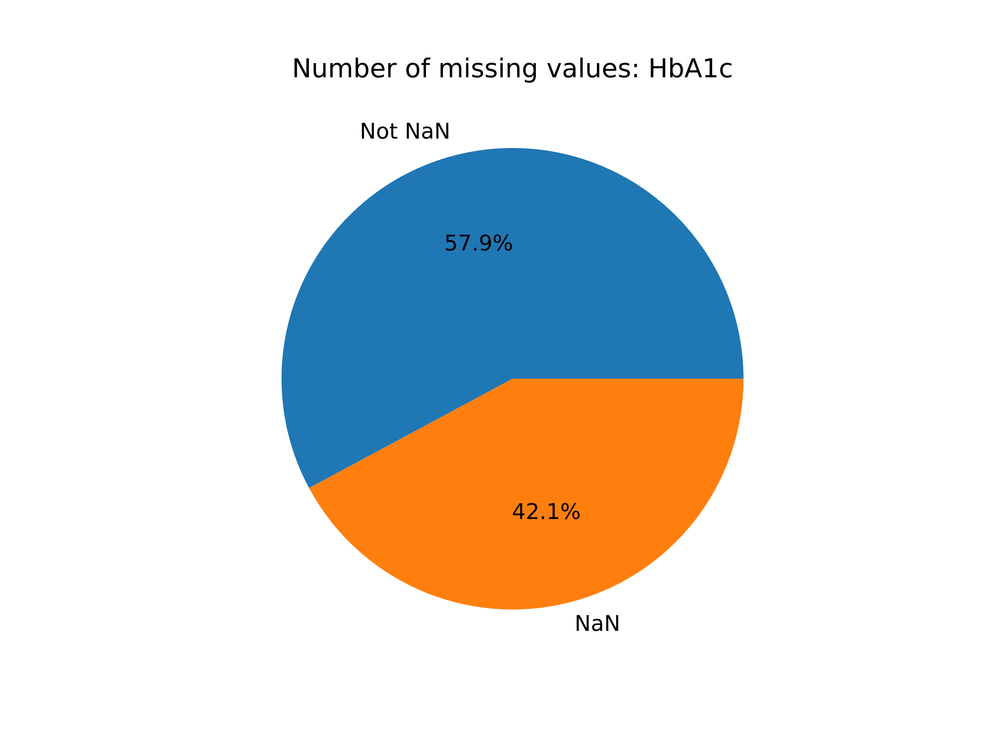 Number of missing values: HbA1c
Not NaN
57.9%
42.1%
NaN